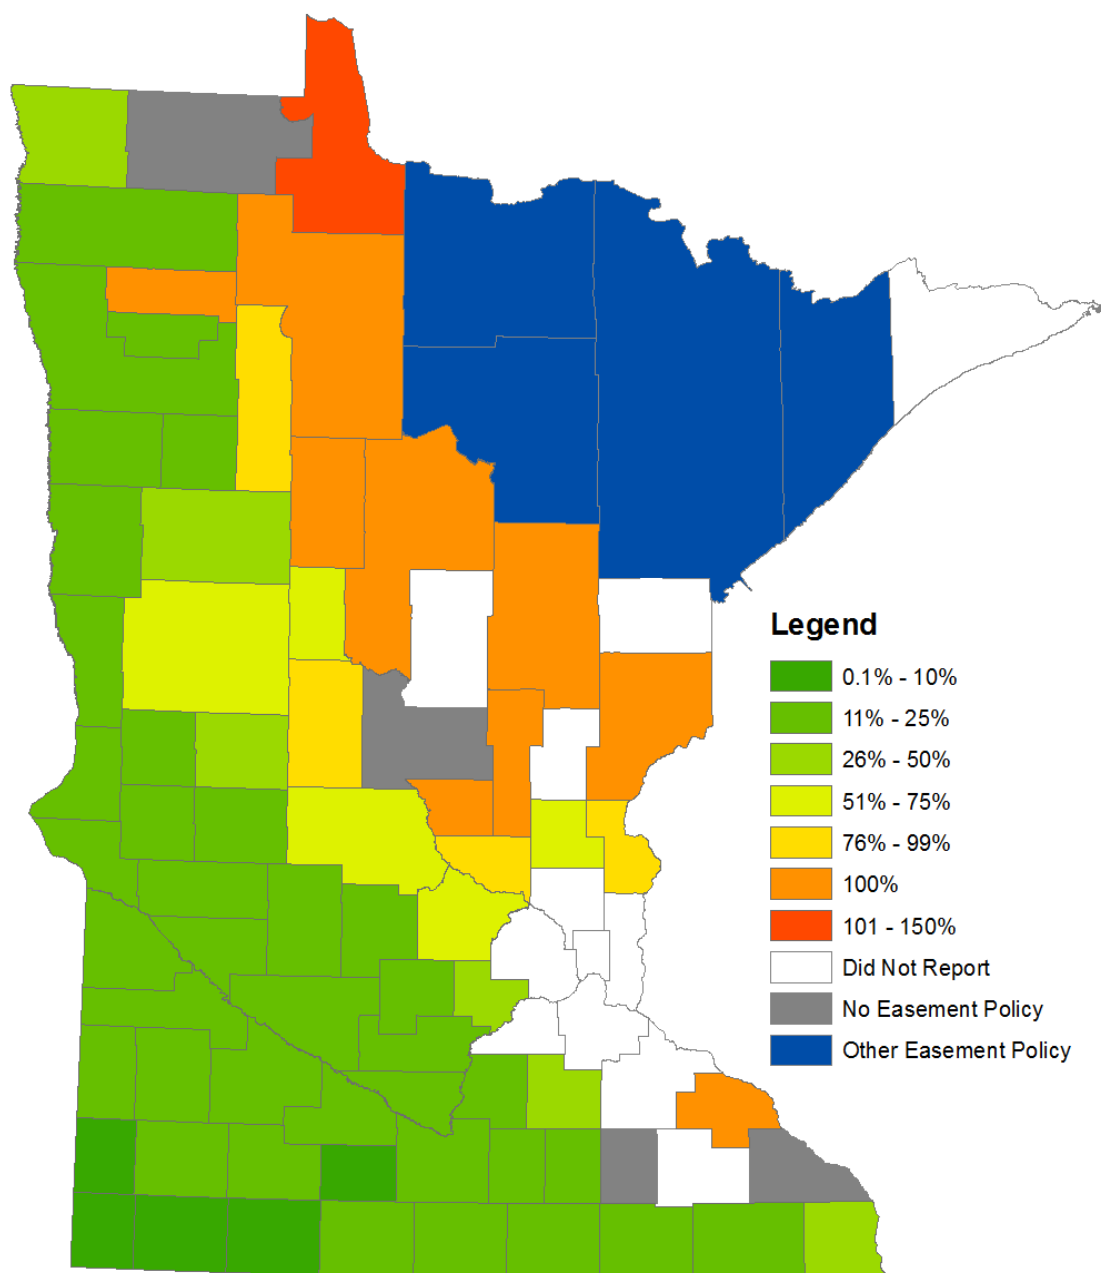 Legend
0.1% - 10%
11% - 25%
26% - 50%
51% - 75%
76% - 99%
100%
101 - 150%
Did Not Report
No Easement Policy
Other Easement Policy